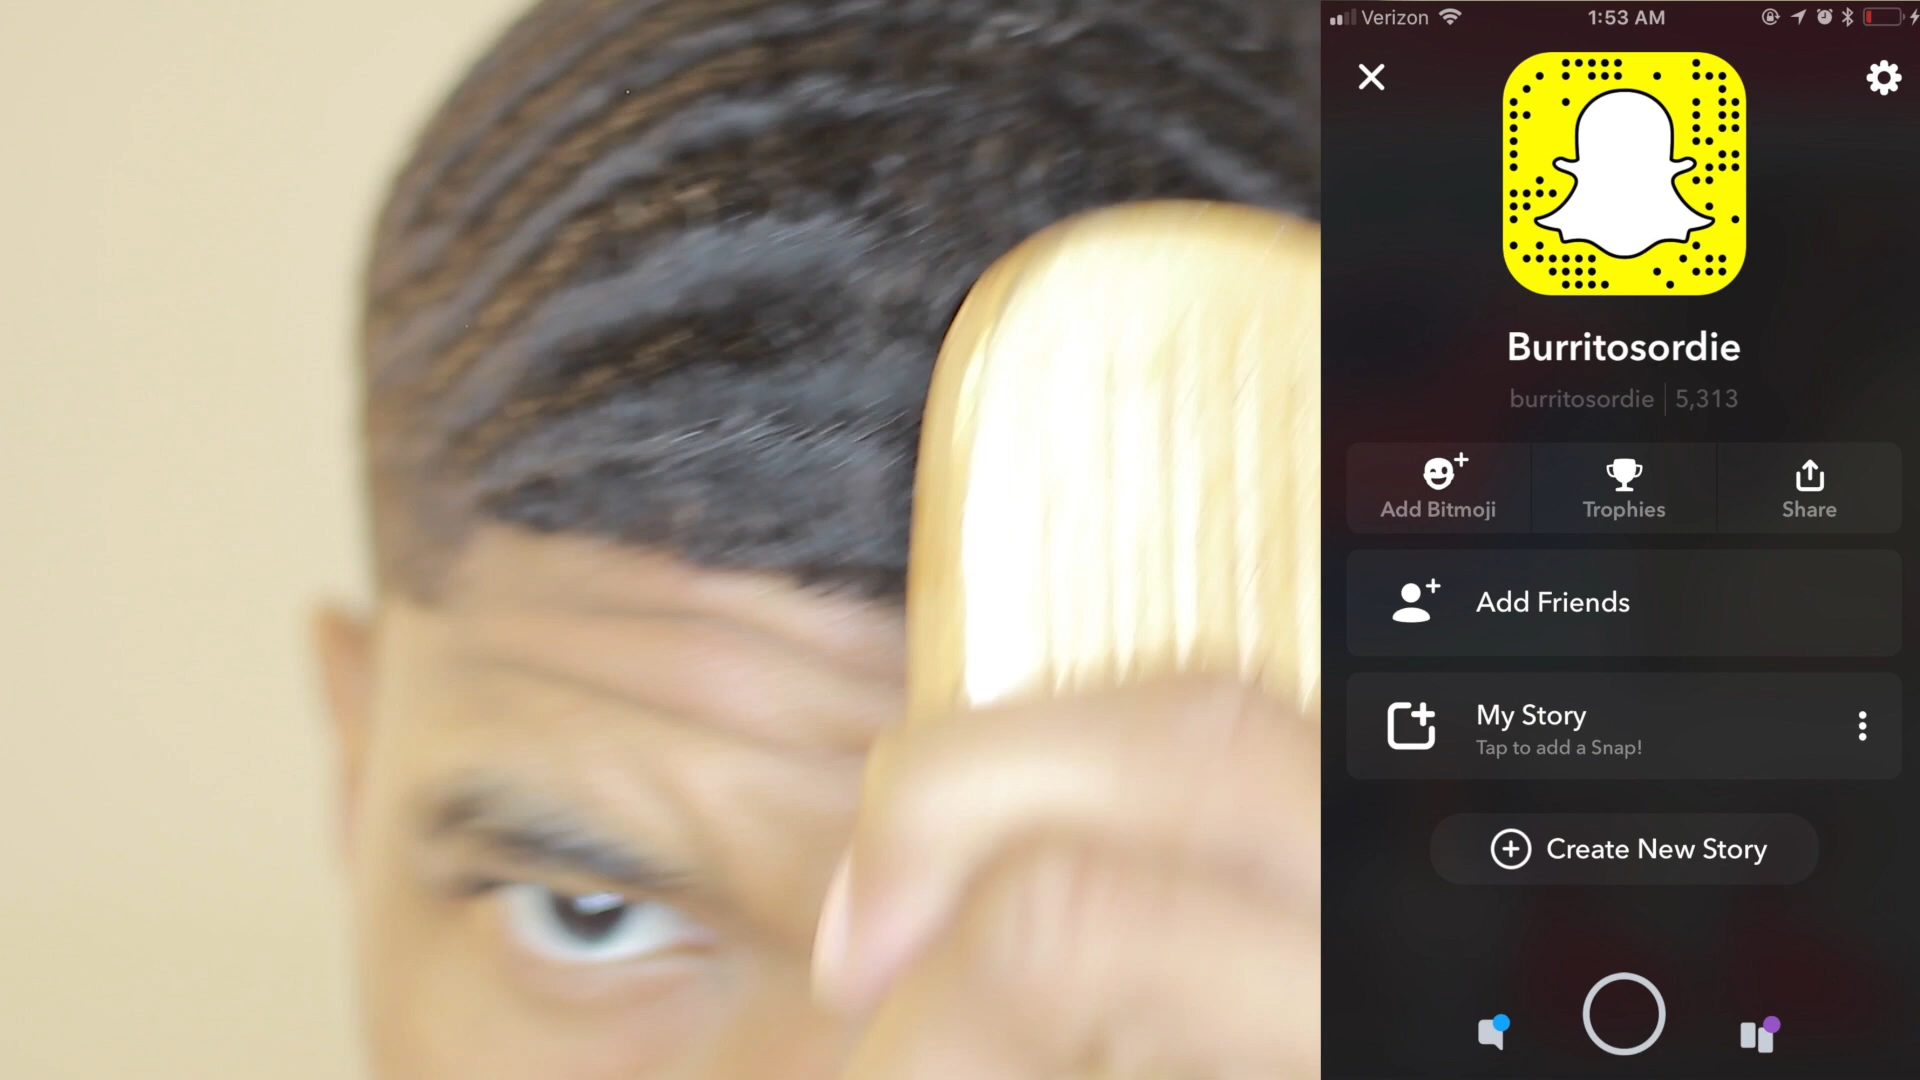 Verizon 1:53 AM
Burritosordie
burritosordie | 5,313
Add Bitmoji Trophies Share
Add Friends
My Story
Tap to add a Snap!
Create New Story